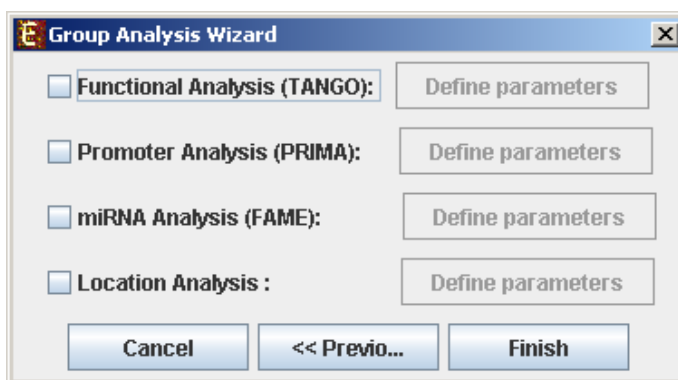 E Group Analysis Wizard
Functional Analysis (TANGO): Define parameters
Promoter Analysis (PRIMA): Define parameters
miRNA Analysis (FAME): Define parameters
Location Analysis : Define parameters
Cancel << Previo... Finish